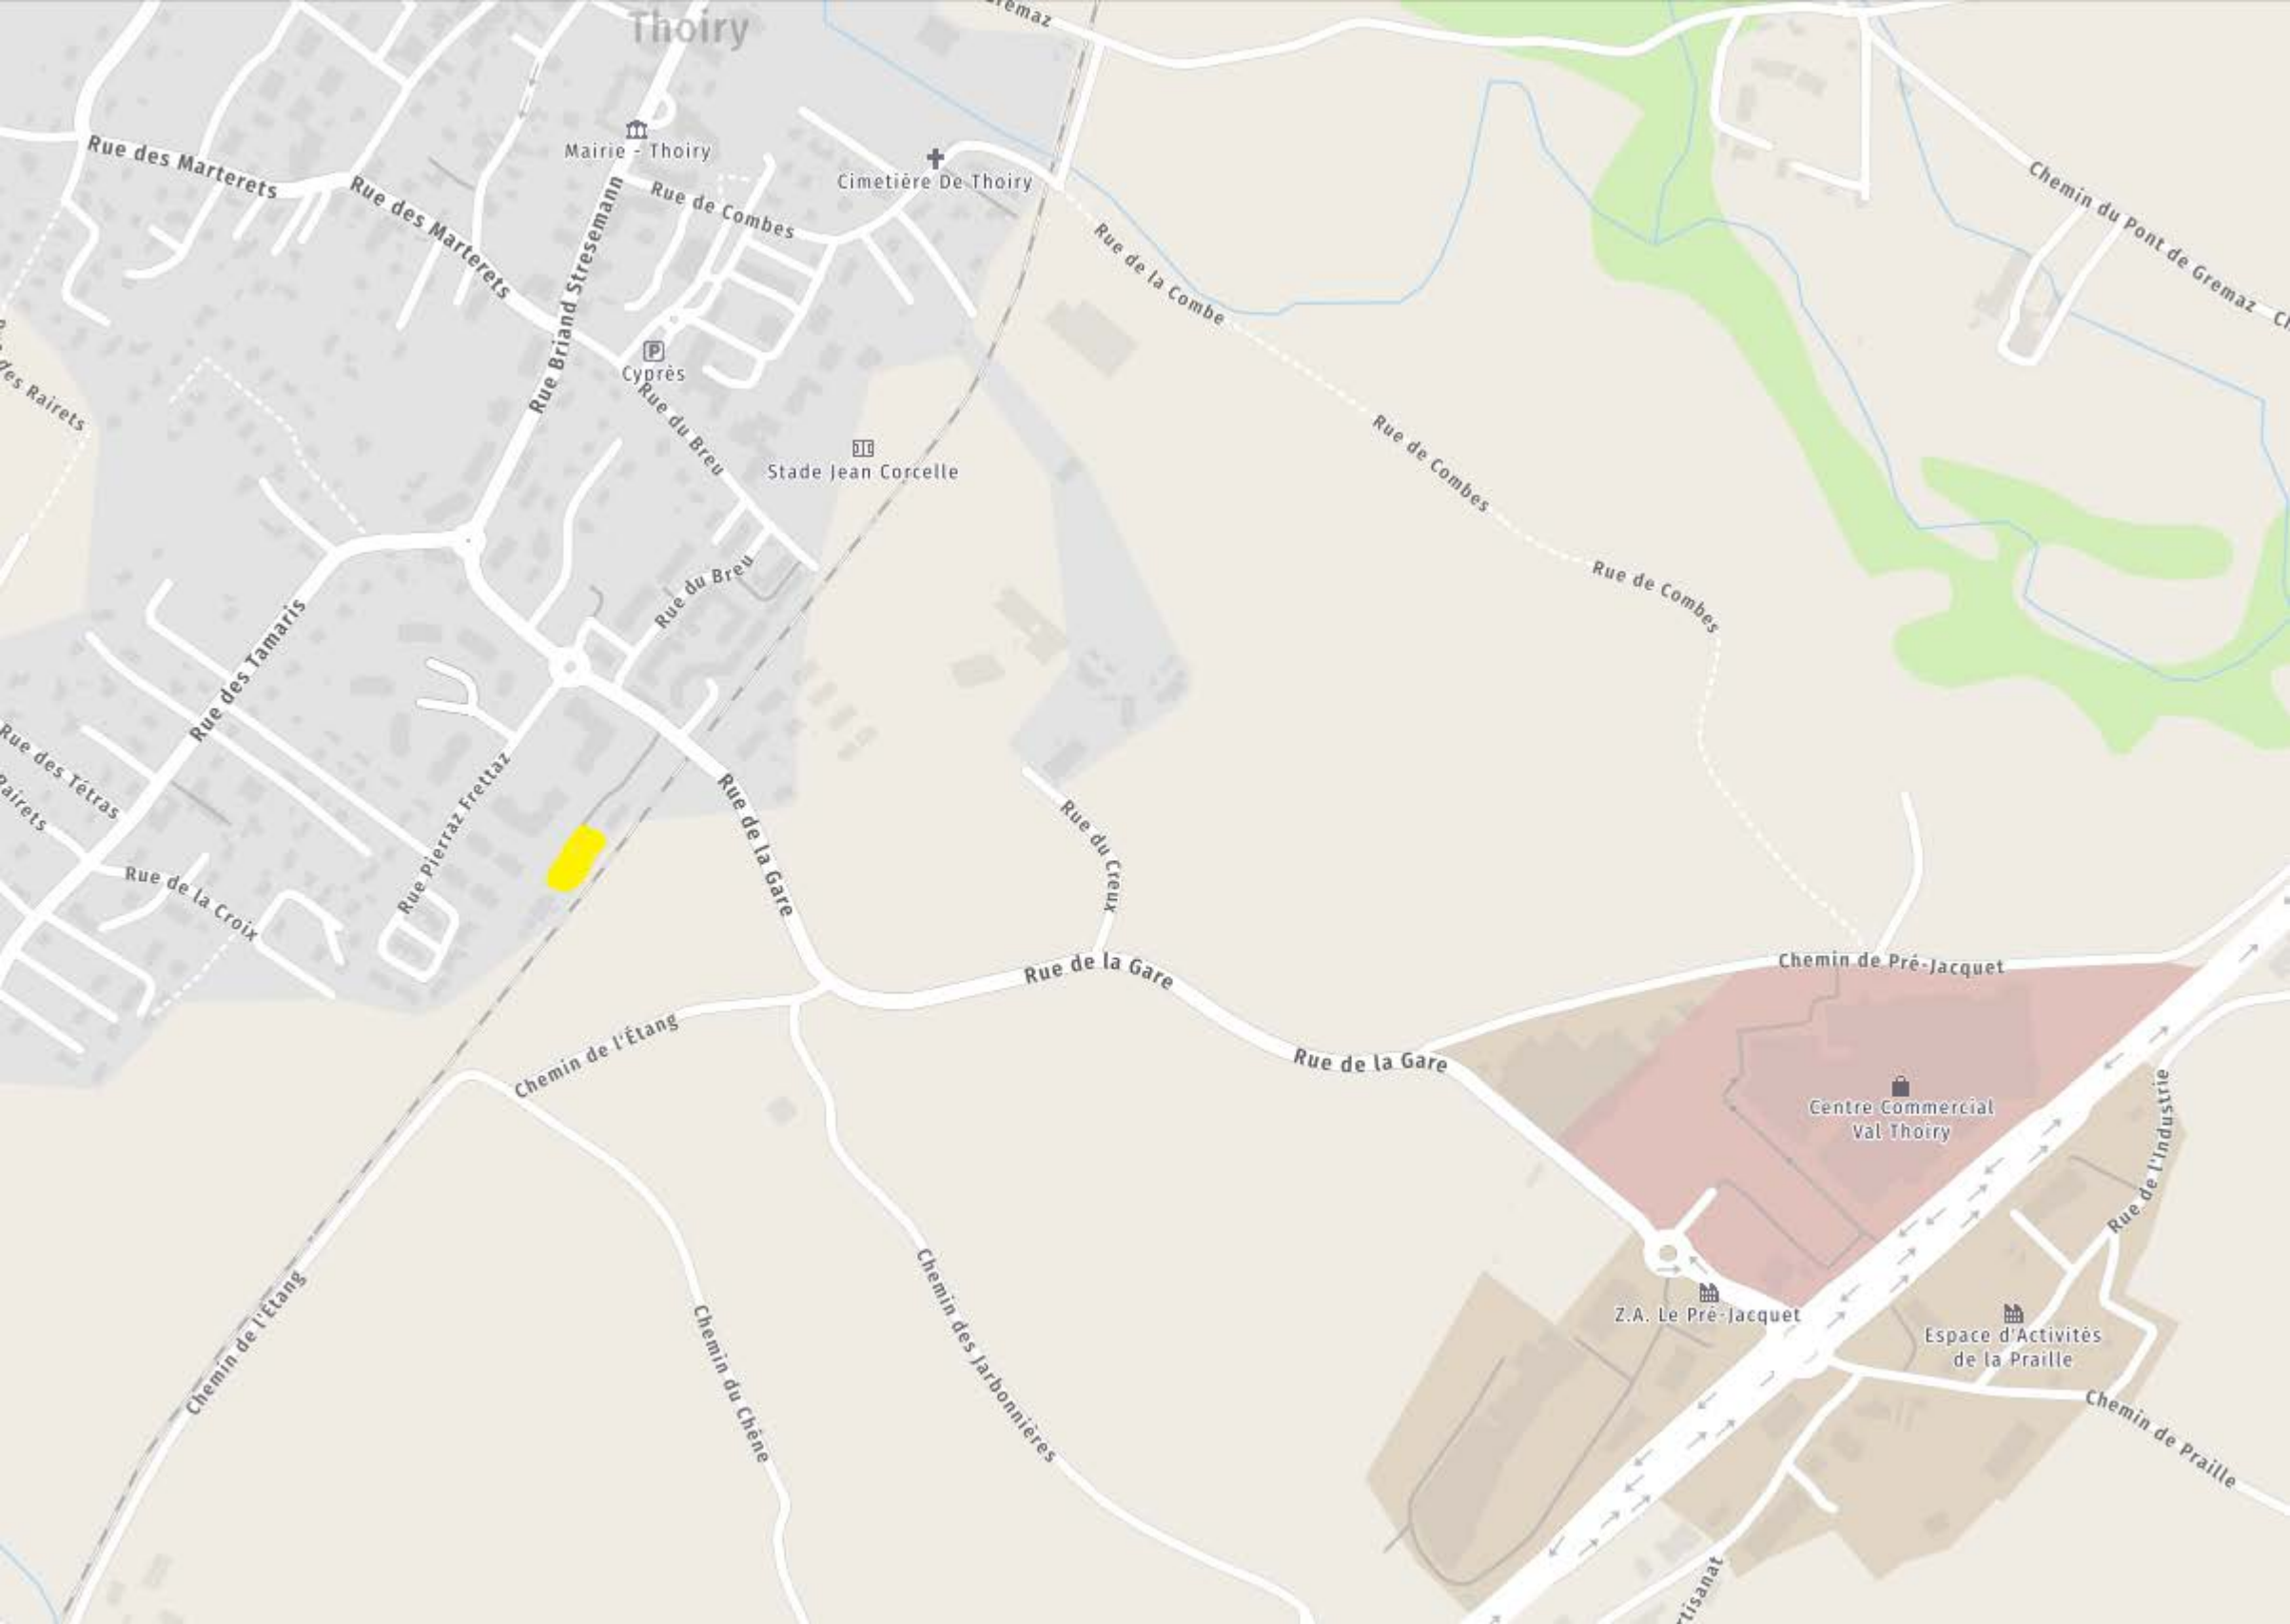 Thoiry
Mairie - Thoiry
Rue des Marterets
Rue des Marterets
Rue de Combes
Cimetière De Thoiry
Rue Briand Stresemann
Rue de la Combe
Chemin du Pont de Gremaz
P
Cyprès
Rue du Breu
des Rairets
Stade Jean Corcelle
Rue de Combes
Rue du Breu
Rue de Combes
Rue des Tamaris
Rue des Tétras
Rue Pierraz Frettaz
Rue de la Gare
Rue du Creux
Rue de la Croix
Rue de la Gare
Chemin de Pré-Jacquet
Chemin de l'Étang
Rue de la Gare
Centre Commercial
Val Thoiry
Rue de l'Industrie
Chemin de l'Étang
Chemin du Chêne
Chemin des Jarbonnières
Z.A. Le Pré-Jacquet
Espace d'Activités
de la Praille
Chemin de Praille